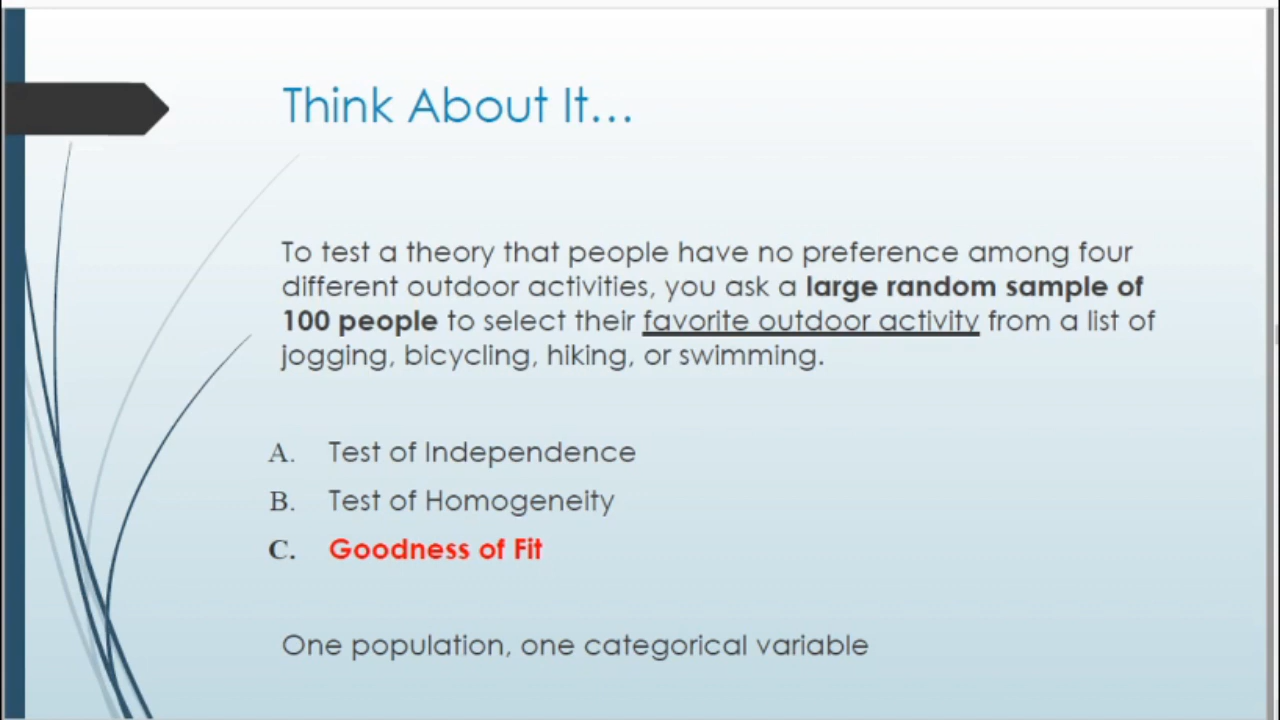 Think About It...
To test a theory that people have no preference among four
different outdoor activities, you ask a large random sample of
100 people to select their favorite outdoor activity from a list of
jogging, bicycling, hiking, or swimming.
A. Test of Independence
B. Test of Homogeneity
C. Goodness of Fit
One population, one categorical variable